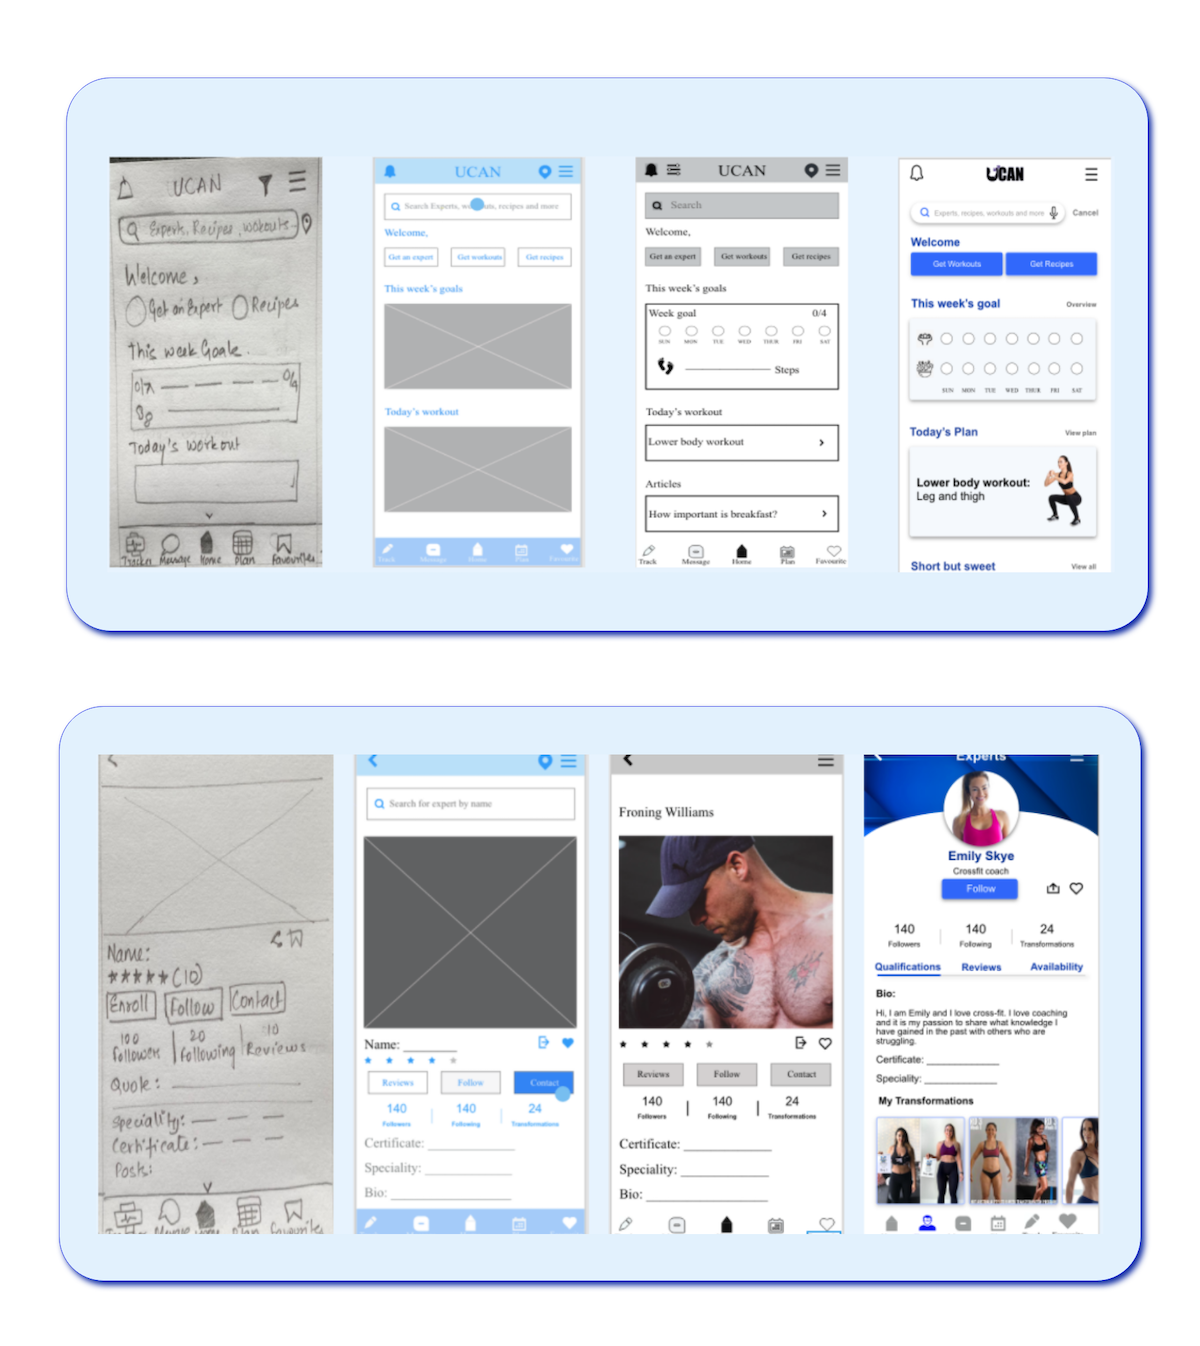 UCAN
Experts, Recipes, workouts
Welcome,
Get an Expert Recipes
This week Goals.
0/7 0/4
Today's workout
Tracker Message Home Plan Favourites
UCAN
Search Experts, recipes and more
Welcome,
Get an expert Get workouts Get recipes
This week's goals
Today's workout
Track Message Home Plan Favourite
UCAN
Search
Welcome,
Get an expert Get workouts Get recipes
This week's goals
Week goal 0/4
SUN MON TUE WED THUR FRI SAT
Steps
Today's workout
Lower body workout
Articles
How important is breakfast?
Track Message Home Plan Favourite
UCAN
Experts, recipes, workouts and more Cancel
Welcome
Get Workouts Get Recipes
This week's goal Overview
SUN MON TUE WED THUR FRI SAT
Today's Plan View plan
Lower body workout:
Leg and thigh
Short but sweet View all
Name:
(10)
Enroll Follow Contact
100 20 10
followers following Reviews
Quote:
Speciality:
Certificate:
Posts:
Message Plan Favourites
Search for expert by name
Name:
Reviews Follow Contact
140 140 24
Followers Following Transformations
Certificate:
Speciality:
Bio:
Froning Williams
Reviews Follow Contact
140 140 24
Followers Following Transformations
Certificate:
Speciality:
Bio:
Experts
Emily Skye
Crossfit coach
Follow
140 140 24
Followers Following Transformations
Qualifications Reviews Availability
Bio:
Hi, I am Emily and I love cross-fit. I love coaching
and it is my passion to share what knowledge I
have gained in the past with others who are
struggling.
Certificate:
Speciality:
My Transformations